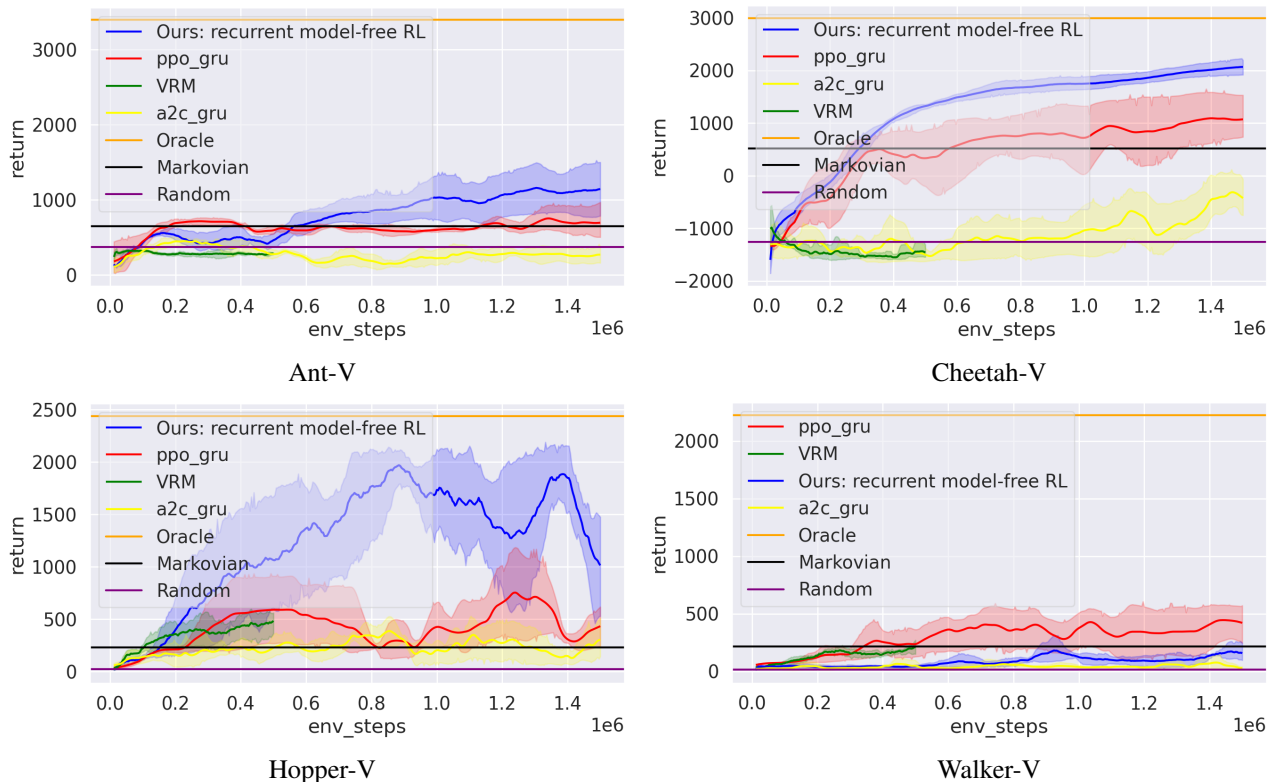 return
3000
2000
1000
0
Ours: recurrent model-free RL
ppo_gru
VRM
a2c_gru
Oracle
Markovian
Random
0.0 0.2 0.4 0.6 0.8 1.0 1.2 1.4
1e6
env_steps
Ant-V
return
3000
2000
1000
0
−1000
−2000
Ours: recurrent model-free RL
ppo_gru
a2c_gru
VRM
Oracle
Markovian
Random
0.0 0.2 0.4 0.6 0.8 1.0 1.2 1.4
1e6
env_steps
Cheetah-V
return
2500
2000
1500
1000
500
0
Ours: recurrent model-free RL
ppo_gru
VRM
a2c_gru
Oracle
Markovian
Random
0.0 0.2 0.4 0.6 0.8 1.0 1.2 1.4
1e6
env_steps
Hopper-V
return
2000
1500
1000
500
0
ppo_gru
VRM
Ours: recurrent model-free RL
a2c_gru
Oracle
Markovian
Random
0.0 0.2 0.4 0.6 0.8 1.0 1.2 1.4
1e6
env_steps
Walker-V